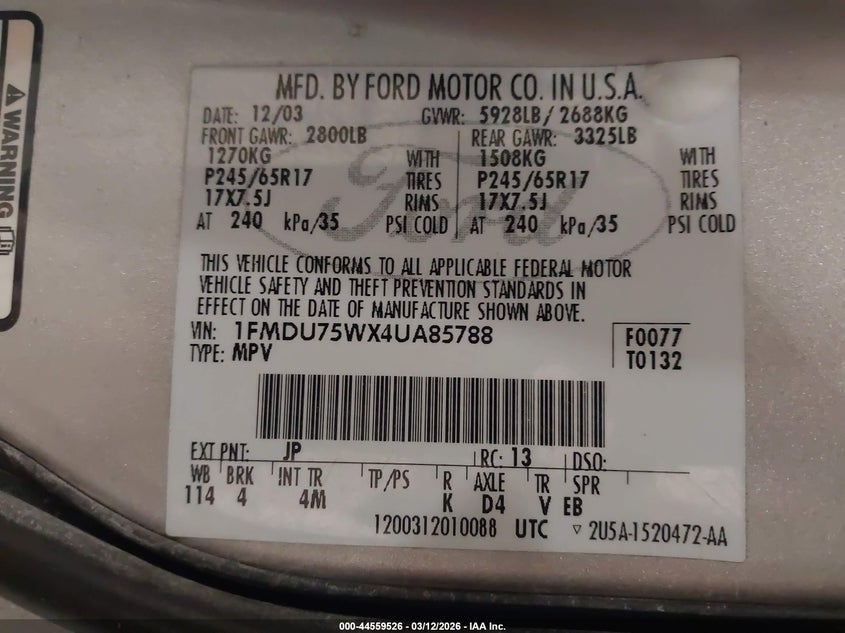 WARNING
MFD. BY FORD MOTOR CO. IN U.S.A.
DATE: 12/03 GVWR: 5928LB/ 2688KG
FRONT GAWR: 2800LB REAR GAWR: 3325LB
1270KG WITH 1508KG WITH
P245/65R17 TIRES P245/65R17 TIRES
17X7.5J RIMS 17X7.5J RIMS
AT 240 kPa/35 PSI COLD AT 240 kPa/35 PSI COLD
Ford
THIS VEHICLE CONFORMS TO ALL APPLICABLE FEDERAL MOTOR
VEHICLE SAFETY AND THEFT PREVENTION STANDARDS IN
EFFECT ON THE DATE OF MANUFACTURE SHOWN ABOVE.
VIN: 1FMDU75WX4UA85788 F0077
TYPE: MPV T0132
EXT PNT: JP RC: 13 DSO:
WB BRK INT TR TP/PS R AXLE TR SPR
114 4 4M K D4 V EB
1200312010088 UTC ▽ 2U5A-1520472-AA
000-44559526 - 03/12/2026 - IAA Inc.